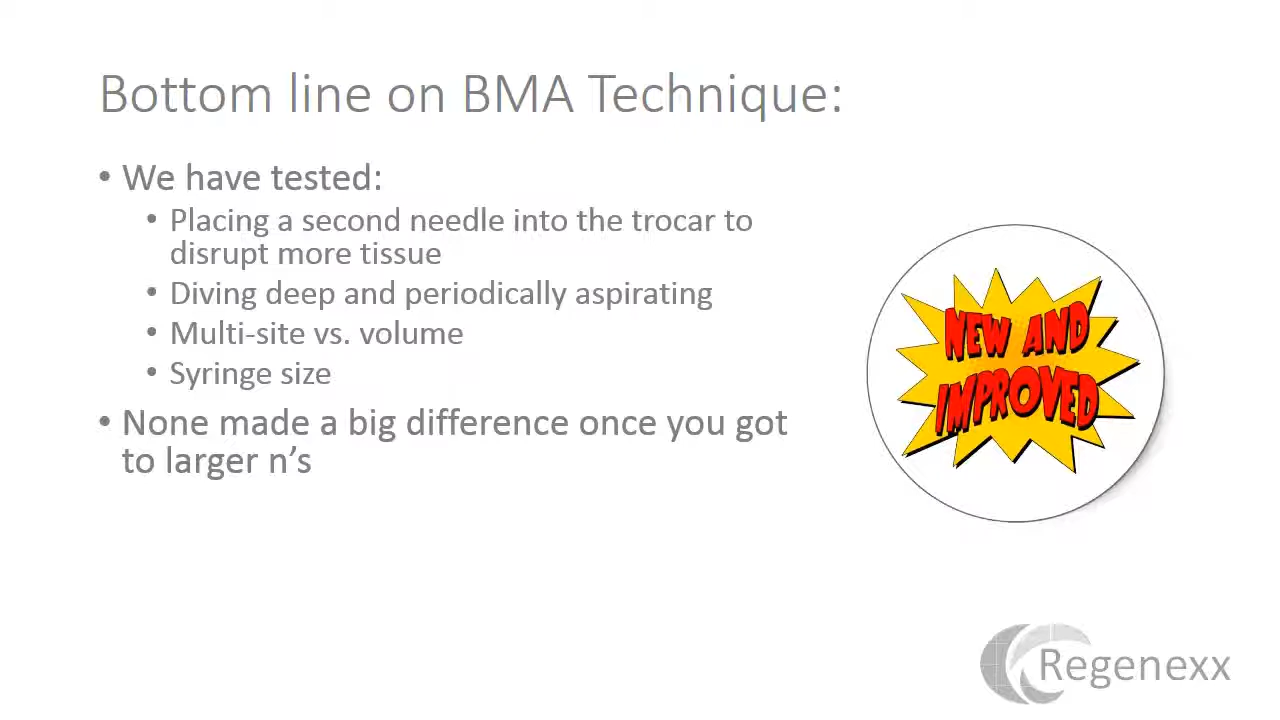 Bottom line on BMA Technique:
• We have tested:
• Placing a second needle into the trocar to
disrupt more tissue
• Diving deep and periodically aspirating
• Multi-site vs. volume
• Syringe size
• None made a big difference once you got
to larger n’s
NEW AND
IMPROVED
Regenexx